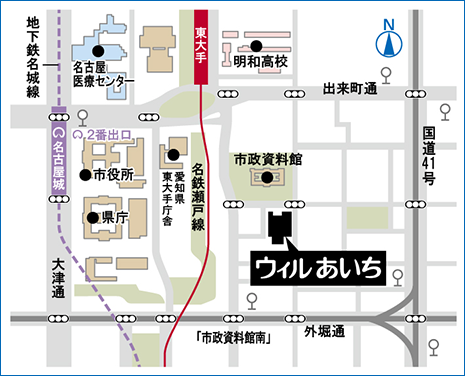 地下鉄名城線
名古屋
医療センター
東大手
明和高校
出来町通
2番出口
名古屋城
市役所
愛知県
東大手庁舎
名鉄瀬戸線
市政資料館
国道41号
県庁
ウィルあいち
大津通
「市政資料館南」
外堀通